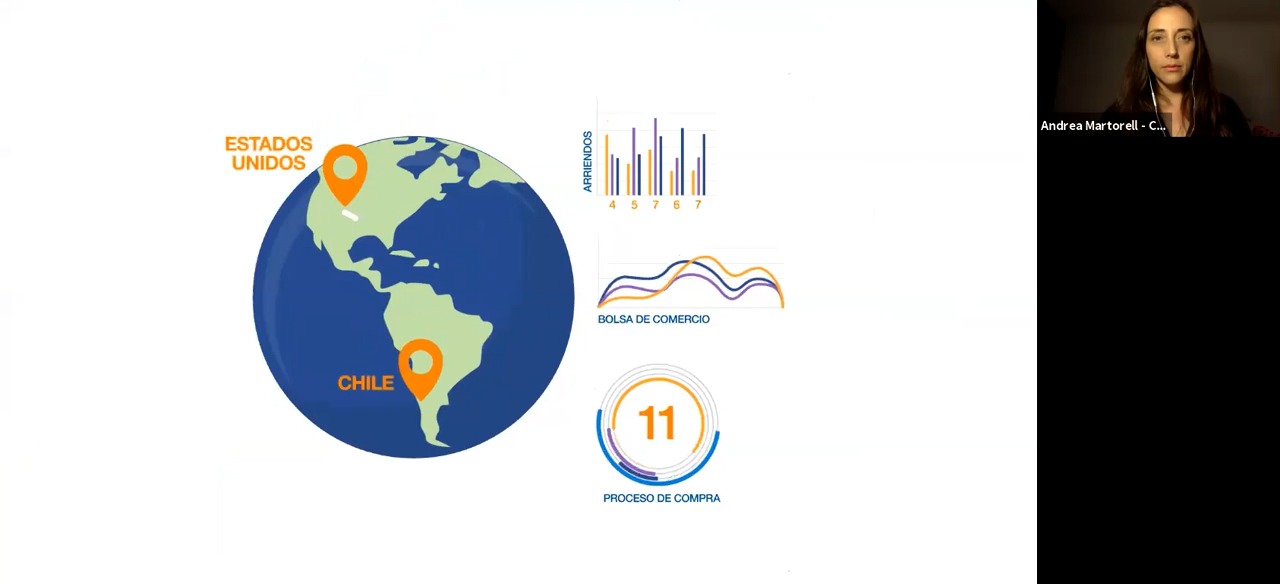 ESTADOS
UNIDOS
CHILE
ARRIENDOS
4 5 7 6 7
BOLSA DE COMERCIO
11
PROCESO DE COMPRA
Andrea Martorell - C...